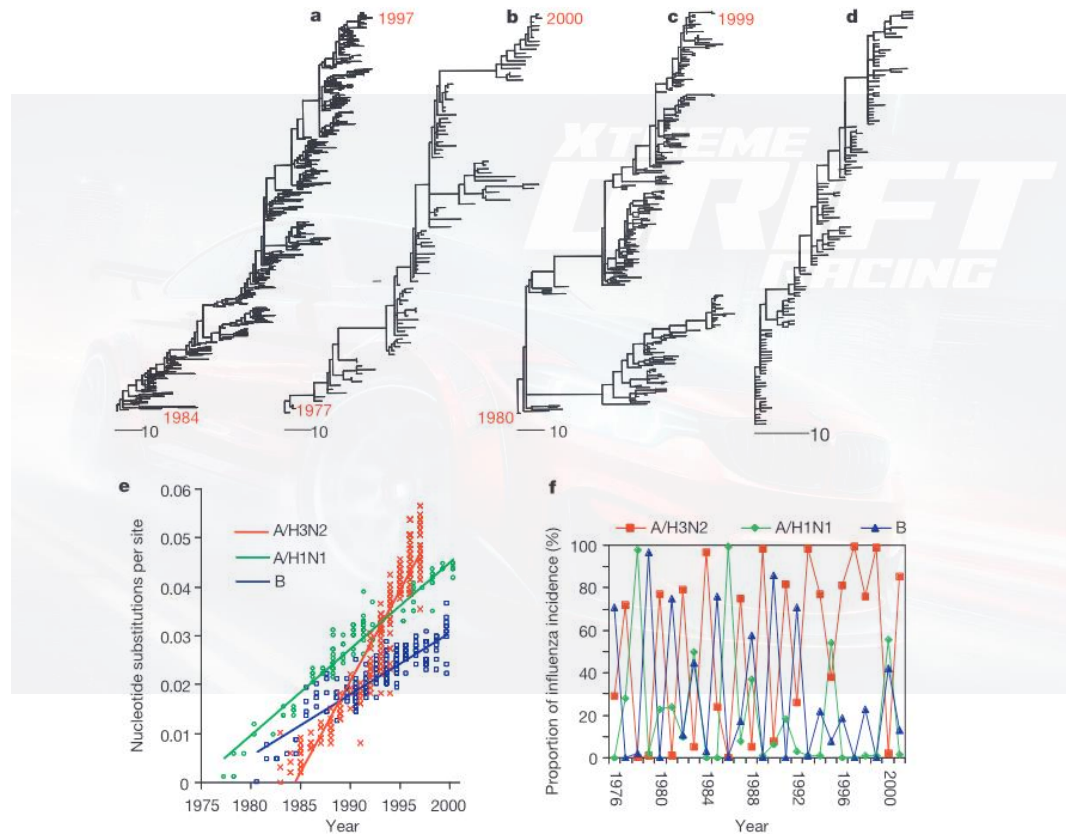 a
1997
b
2000
c
1999
d
XTREME
DRIFT
RACING
1984
1977
1980
10
10
10
10
e
0.06
0.05
0.04
0.03
0.02
0.01
0
Nucleotide substitutions per site
A/H3N2
A/H1N1
B
1975 1980 1985 1990 1995 2000
Year
f
A/H3N2 A/H1N1 B
Proportion of influenza incidence (%)
100
80
60
40
20
0
1976 1980 1984 1988 1992 1996 2000
Year